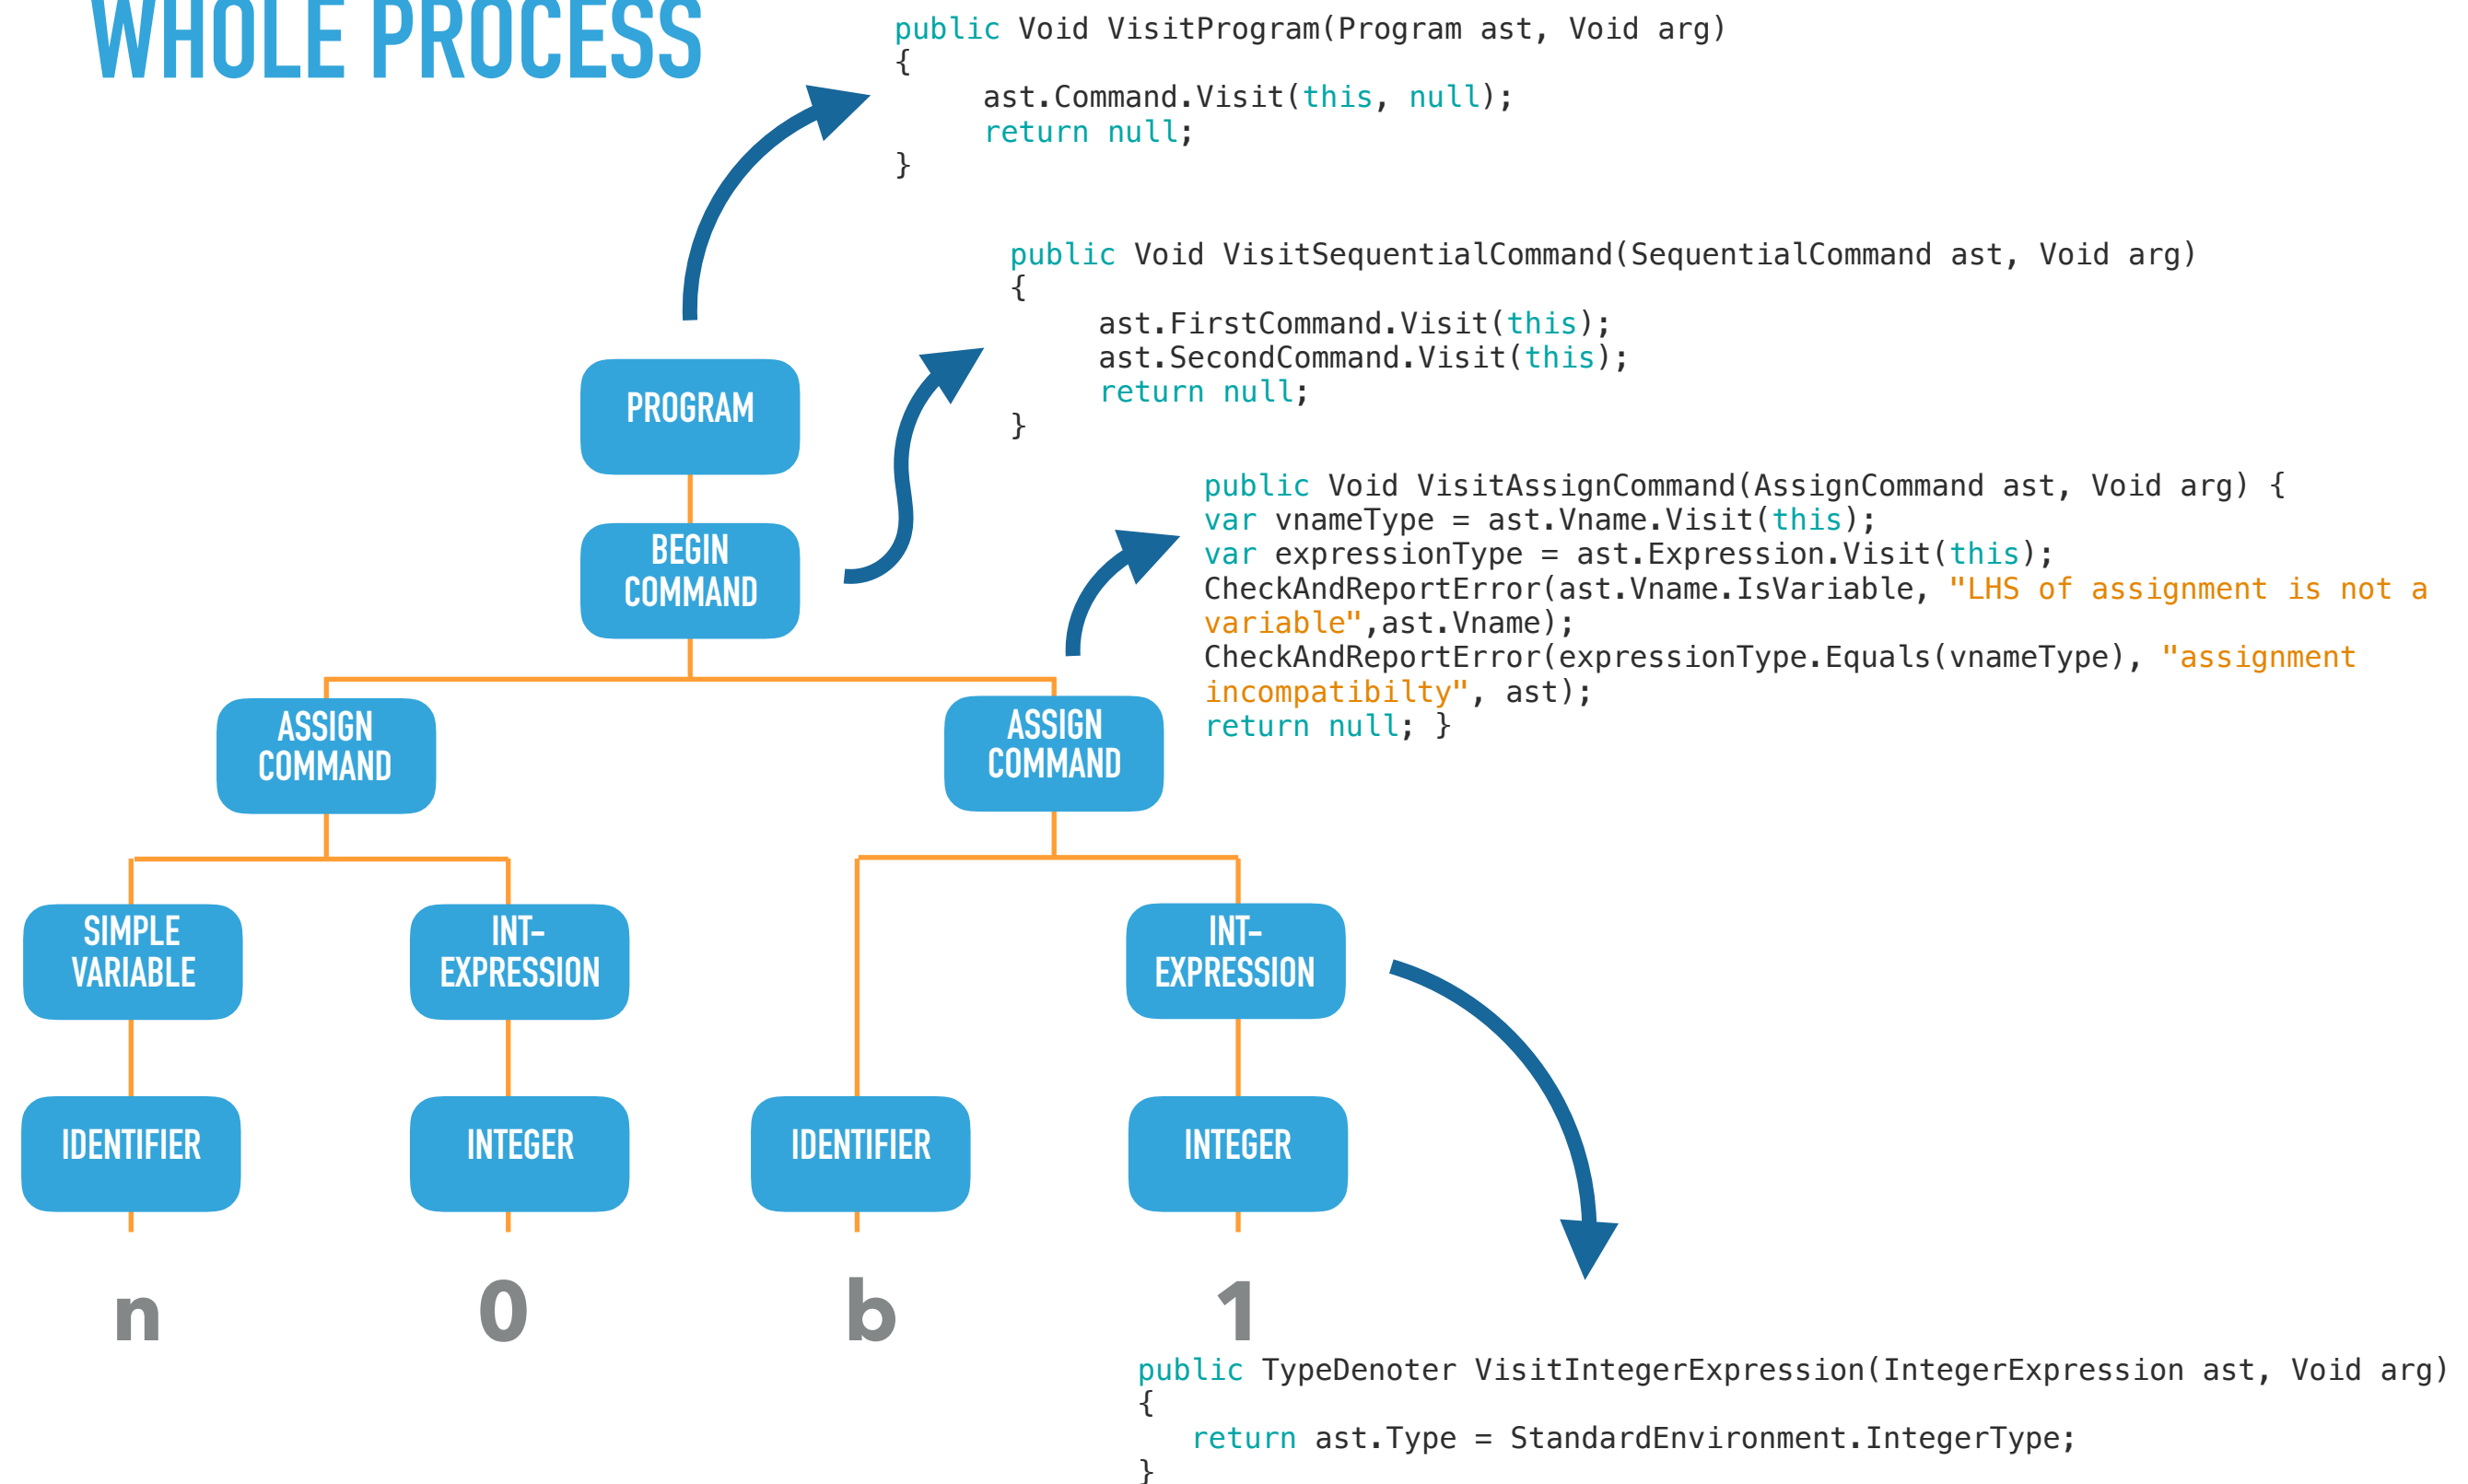 WHOLE PROCESS
public Void VisitProgram(Program ast, Void arg)
{
ast.Command.Visit(this, null);
return null;
}
public Void VisitSequentialCommand(SequentialCommand ast, Void arg)
{
ast.FirstCommand.Visit(this);
ast.SecondCommand.Visit(this);
return null;
}
public Void VisitAssignCommand(AssignCommand ast, Void arg) {
var vnameType = ast.Vname.Visit(this);
var expressionType = ast.Expression.Visit(this);
CheckAndReportError(ast.Vname.IsVariable, "LHS of assignment is not a
variable",ast.Vname);
CheckAndReportError(expressionType.Equals(vnameType), "assignment
incompatibilty", ast);
return null; }
PROGRAM
BEGIN
COMMAND
ASSIGN
COMMAND
ASSIGN
COMMAND
SIMPLE
VARIABLE
INT-
EXPRESSION
INT-
EXPRESSION
IDENTIFIER
INTEGER
IDENTIFIER
INTEGER
n
0
b
1
public TypeDenoter VisitIntegerExpression(IntegerExpression ast, Void arg)
{
return ast.Type = StandardEnvironment.IntegerType;
}